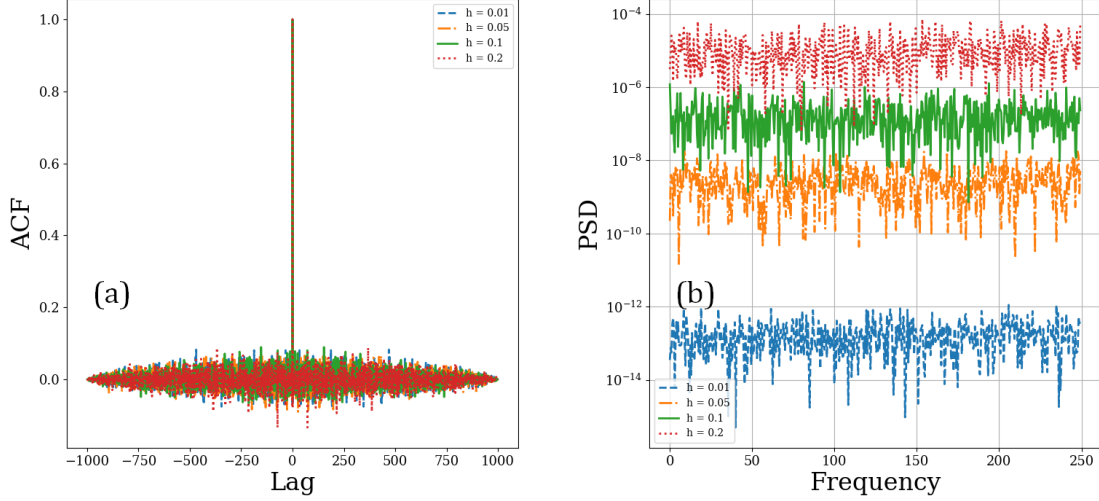 ACF
1.0
0.8
0.6
0.4
0.2
0.0
(a)
h = 0.01
h = 0.05
h = 0.1
h = 0.2
−1000
−750
−500
−250
0
250
500
750
1000
Lag
PSD
10⁻⁴
10⁻⁶
10⁻⁸
10⁻¹⁰
10⁻¹²
10⁻¹⁴
(b)
h = 0.01
h = 0.05
h = 0.1
h = 0.2
0
50
100
150
200
250
Frequency